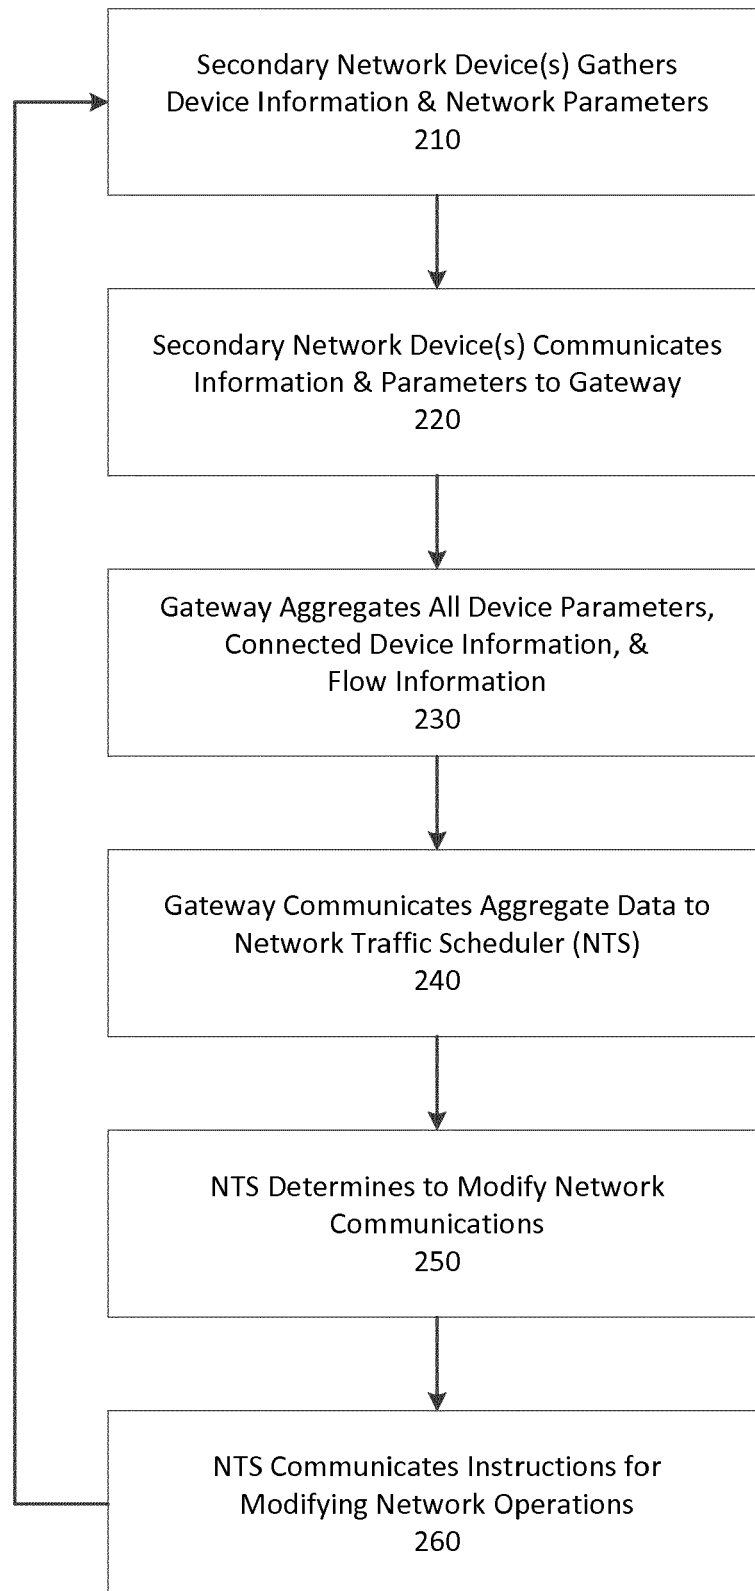 Secondary Network Device(s) Gathers
Device Information & Network Parameters
210
Secondary Network Device(s) Communicates
Information & Parameters to Gateway
220
Gateway Aggregates All Device Parameters,
Connected Device Information, &
Flow Information
230
Gateway Communicates Aggregate Data to
Network Traffic Scheduler (NTS)
240
NTS Determines to Modify Network
Communications
250
NTS Communicates Instructions for
Modifying Network Operations
260